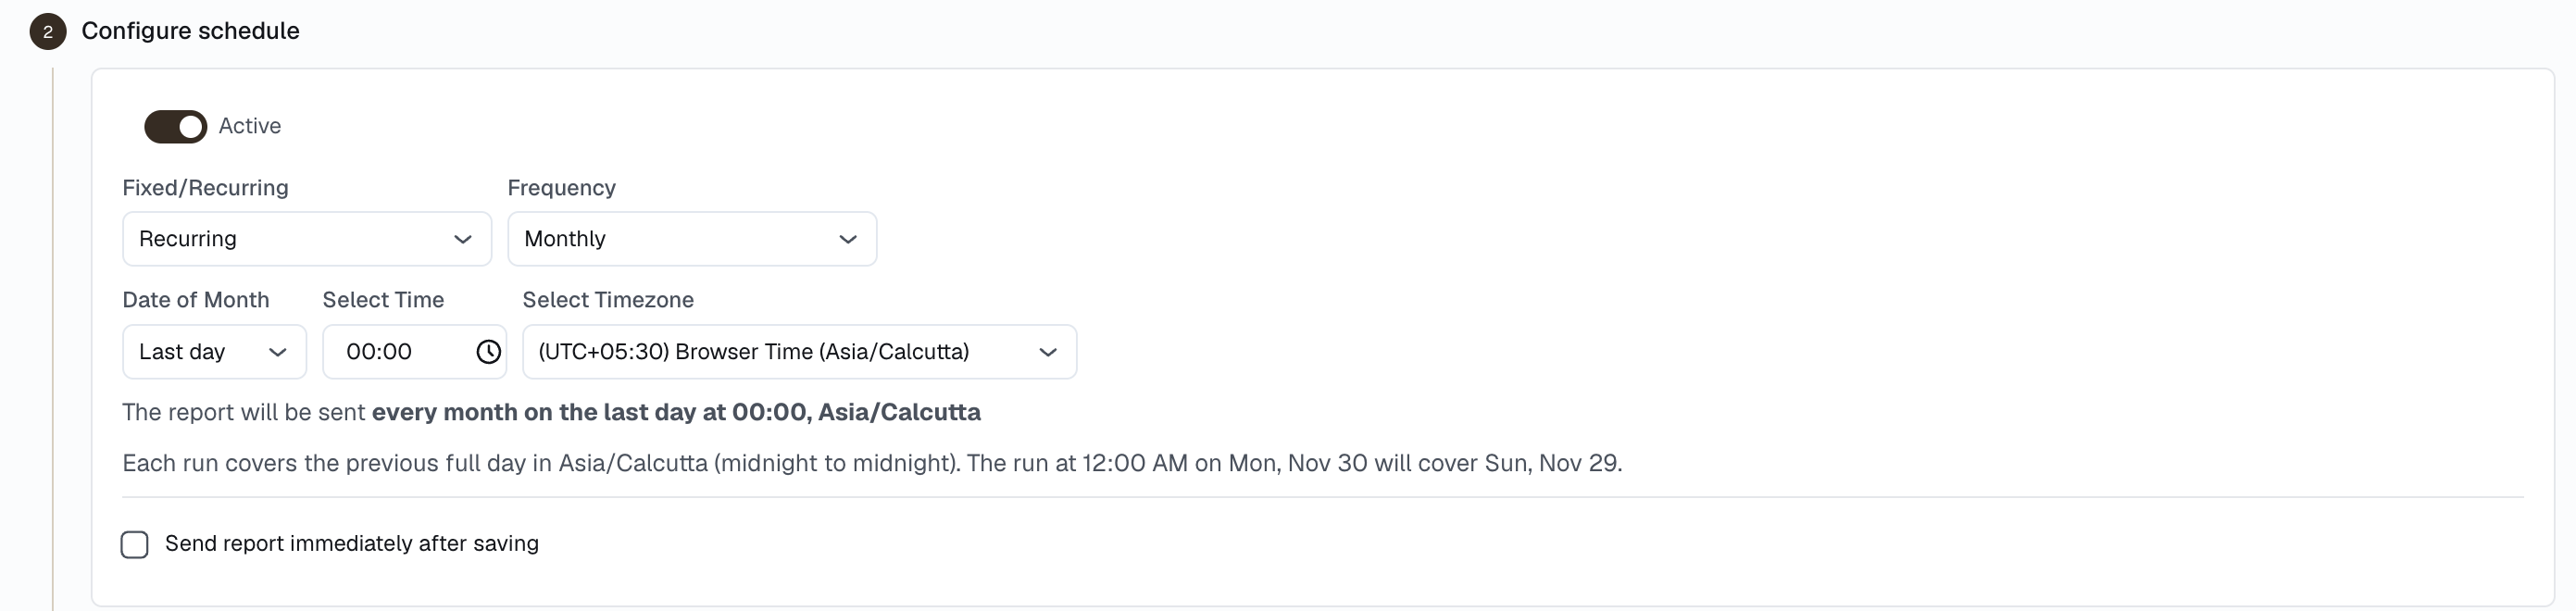 2 Configure schedule
Active
Fixed/Recurring Frequency
Recurring Monthly
Date of Month Select Time Select Timezone
Last day 00:00 (UTC+05:30) Browser Time (Asia/Calcutta)
The report will be sent every month on the last day at 00:00, Asia/Calcutta
Each run covers the previous full day in Asia/Calcutta (midnight to midnight). The run at 12:00 AM on Mon, Nov 30 will cover Sun, Nov 29.
Send report immediately after saving